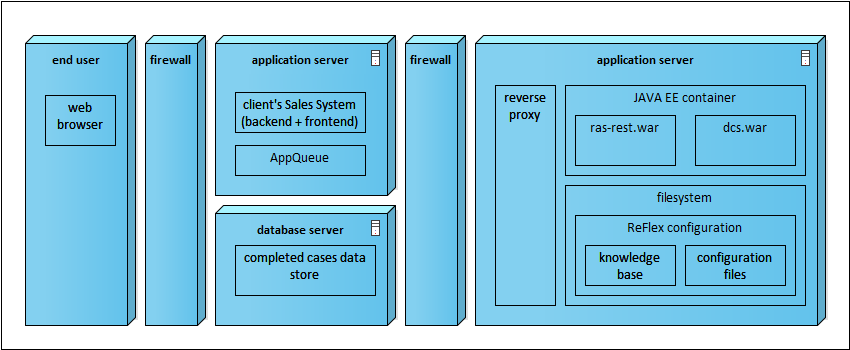 end user
web
browser
firewall
application server
client's Sales System
(backend + frontend)
AppQueue
database server
completed cases data
store
firewall
application server
reverse
proxy
JAVA EE container
ras-rest.war
dcs.war
filesystem
ReFlex configuration
knowledge
base
configuration
files